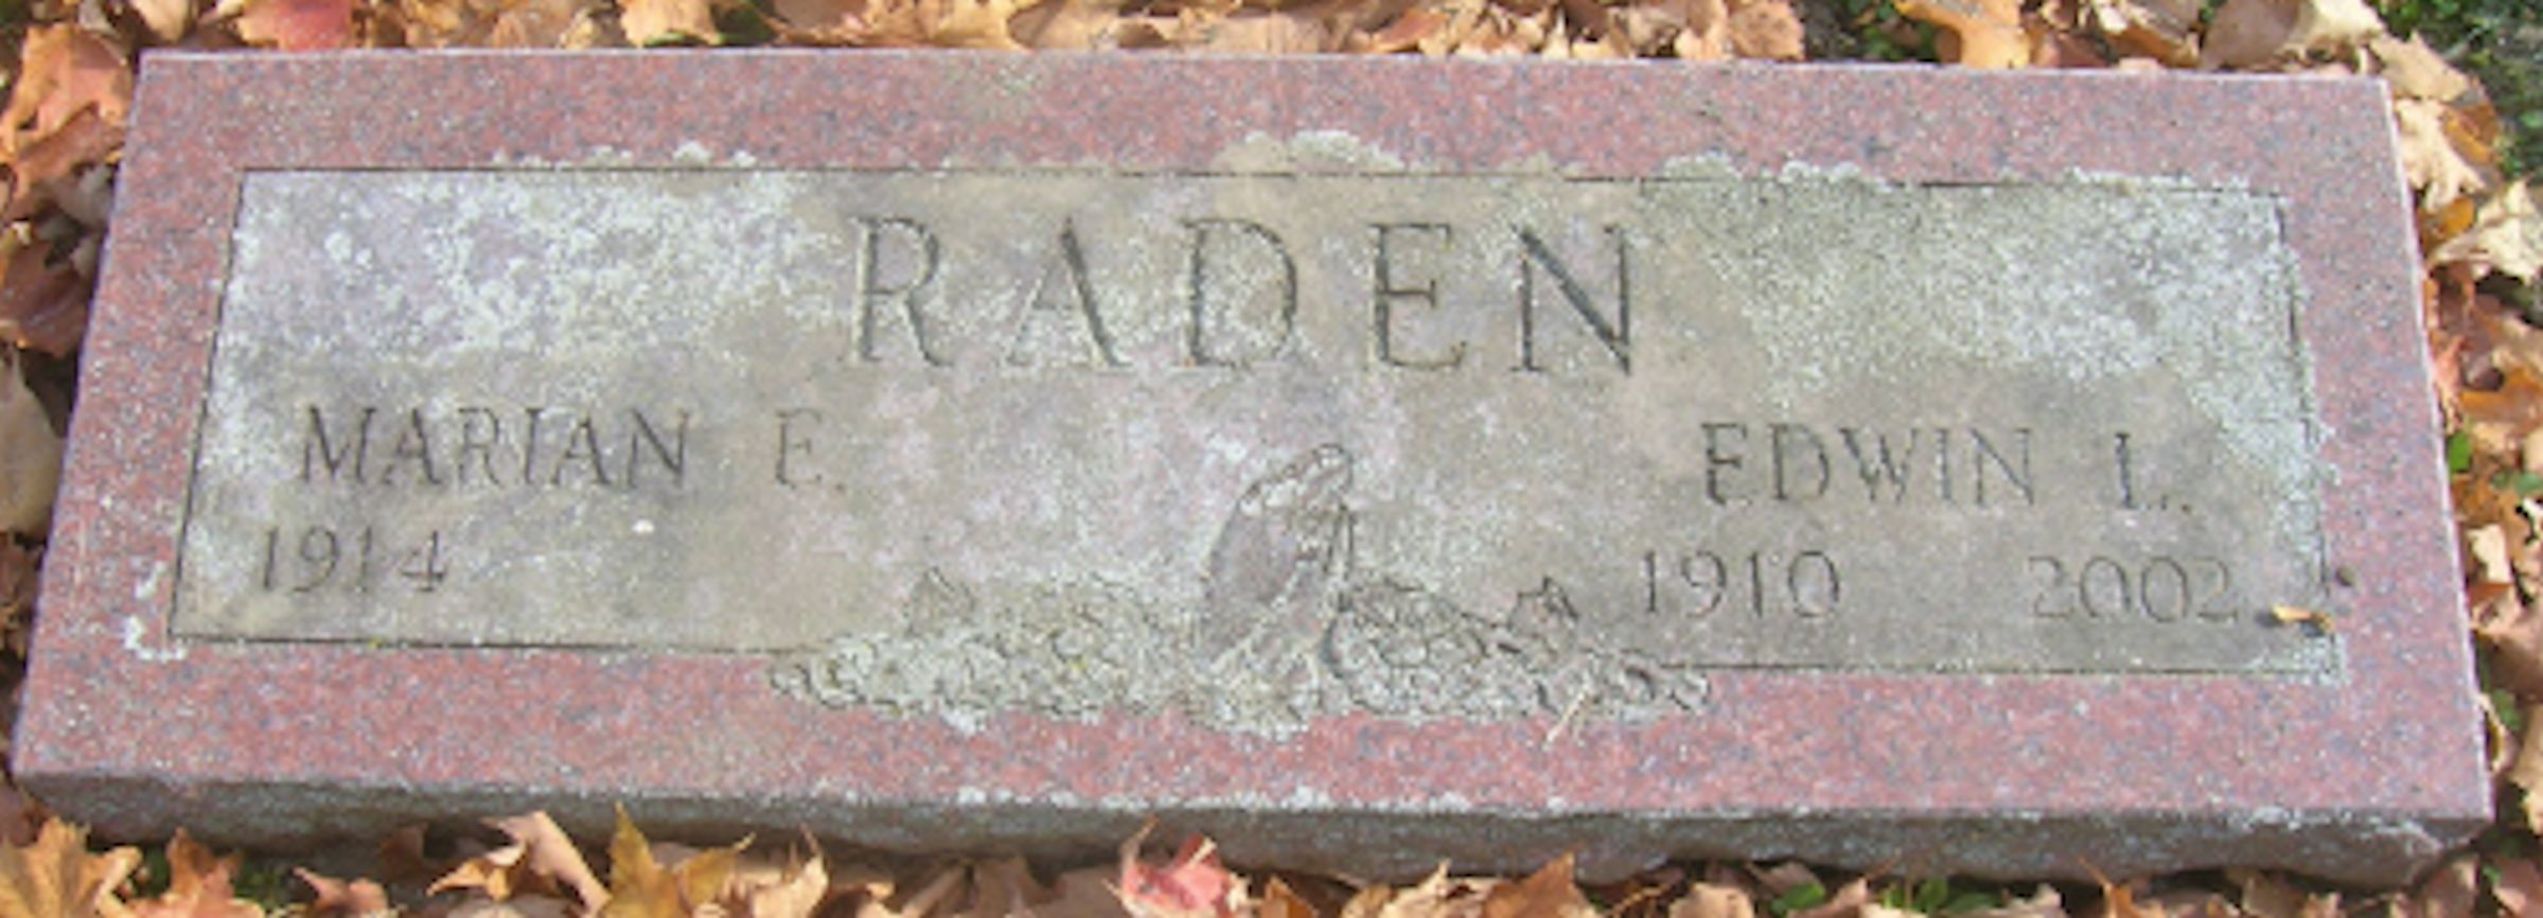 RADEN
MARIAN E. EDWIN L.
1914 1910 2002